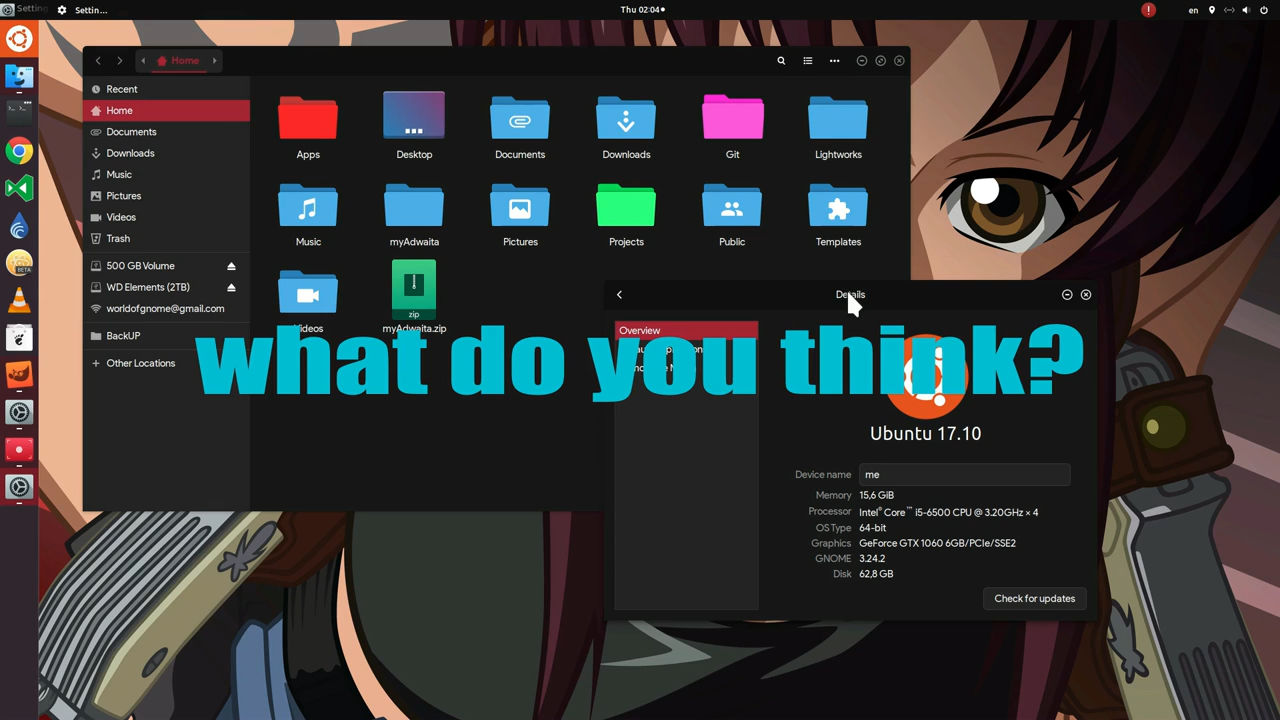 Setting
Settin...
Thu 02:04
en
Home
Recent
Home
Documents
Downloads
Music
Pictures
Videos
Trash
500 GB Volume
WD Elements (2TB)
worldofgnome@gmail.com
BackUP
Other Locations
Apps
Desktop
Documents
Downloads
Git
Lightworks
Music
myAdwaita
Pictures
Projects
Public
Templates
Videos
zip
myAdwaita.zip
BETA
what do you think?
Details
Overview
Ubuntu 17.10
Device name me
Memory 15,6 GiB
Processor Intel® Core™ i5-6500 CPU @ 3.20GHz × 4
OS Type 64-bit
Graphics GeForce GTX 1060 6GB/PCIe/SSE2
GNOME 3.24.2
Disk 62,8 GB
Check for updates